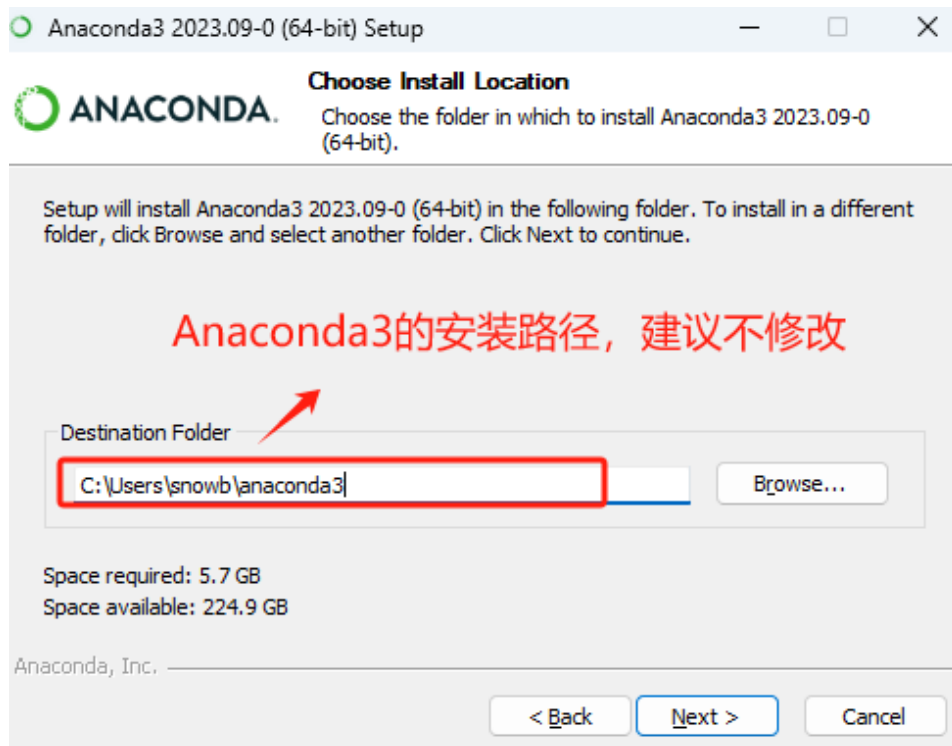 Anaconda3 2023.09-0 (64-bit) Setup
ANACONDA.
Choose Install Location
Choose the folder in which to install Anaconda3 2023.09-0
(64-bit).
Setup will install Anaconda3 2023.09-0 (64-bit) in the following folder. To install in a different
folder, click Browse and select another folder. Click Next to continue.
Anaconda3的安装路径，建议不修改
Destination Folder
C:\Users\snowb\anaconda3
Browse...
Space required: 5.7 GB
Space available: 224.9 GB
Anaconda, Inc.
< Back
Next >
Cancel